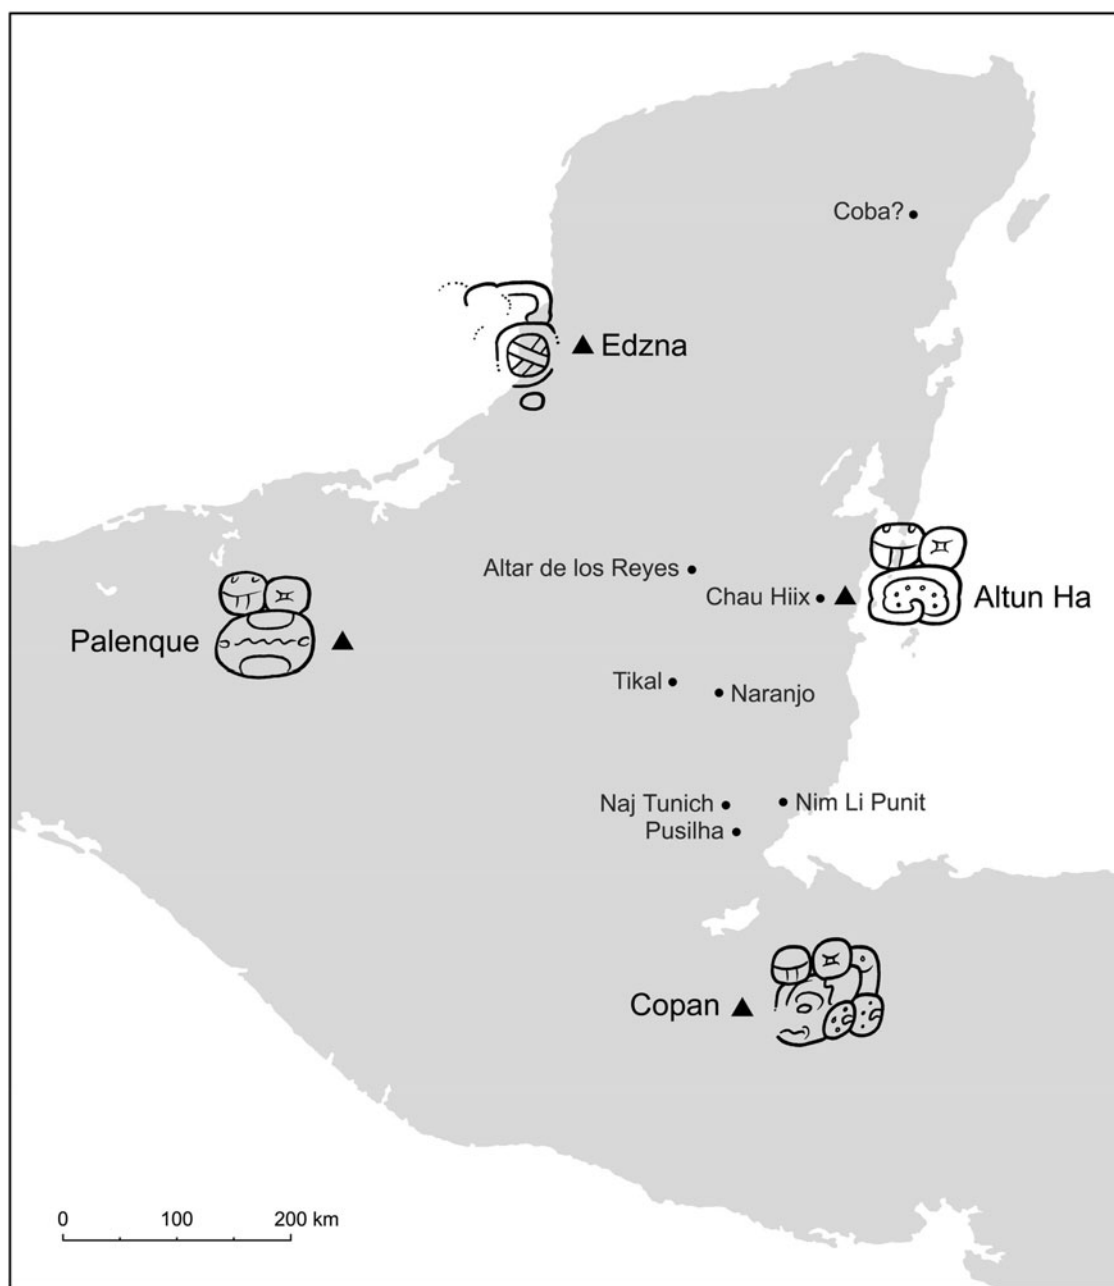 Coba?
Edzna
Altar de los Reyes
Chau Hiix
Altun Ha
Palenque
Tikal
Naranjo
Naj Tunich
Nim Li Punit
Pusilha
Copan
0 100 200 km